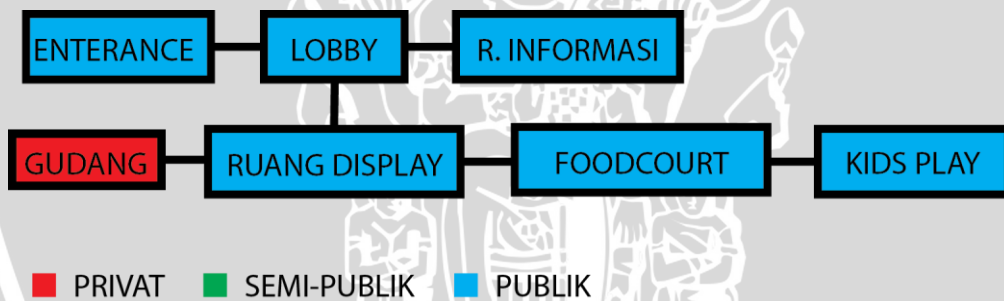 ENTERANCE LOBBY R. INFORMASI
GUDANG RUANG DISPLAY FOODCOURT KIDS PLAY
PRIVAT SEMI-PUBLIK PUBLIK